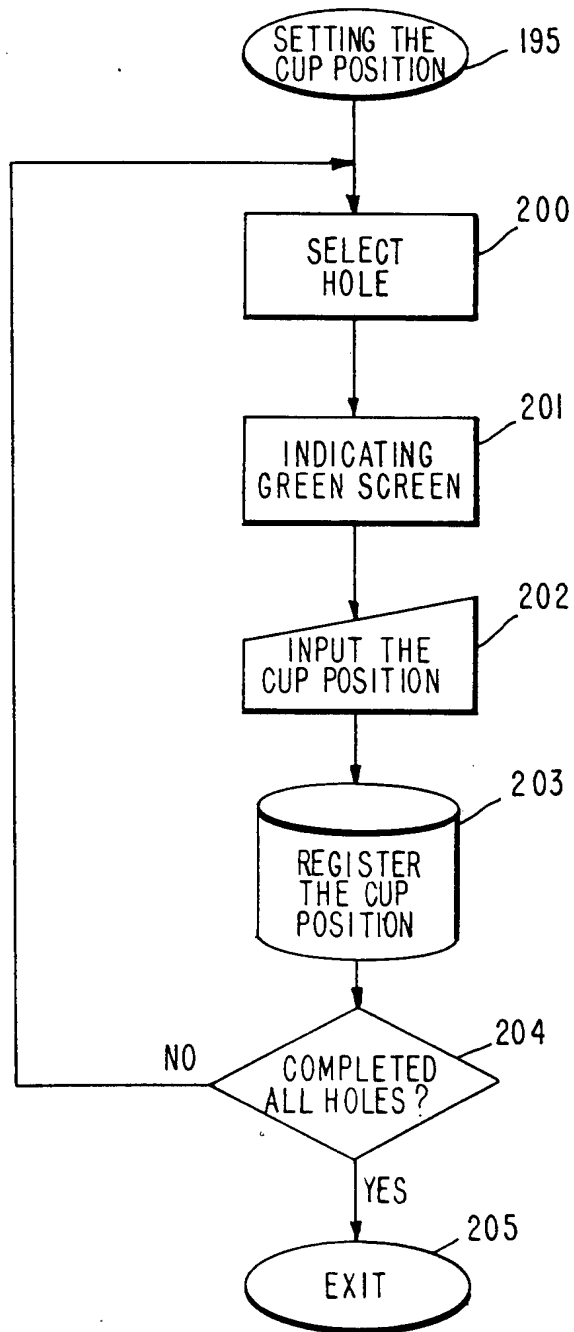 SETTING THE
CUP POSITION
195
200
SELECT
HOLE
201
INDICATING
GREEN SCREEN
202
INPUT THE
CUP POSITION
203
REGISTER
THE CUP
POSITION
204
NO
COMPLETED
ALL HOLES?
YES
205
EXIT